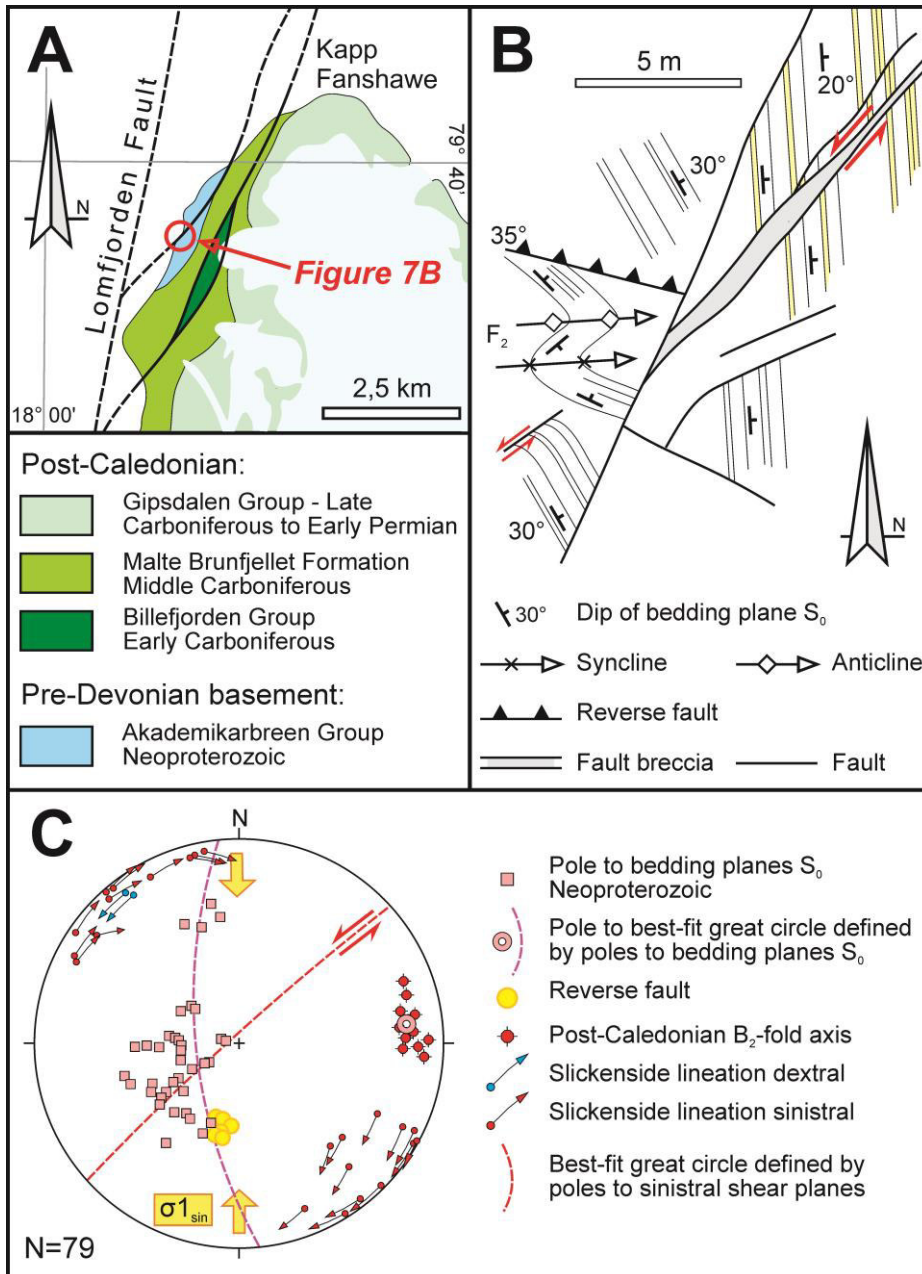 A
Kapp
Fanshawe
Lomfjorden Fault
79°
40'
N
Figure 7B
2,5 km
18° 00'
Post-Caledonian:
Gipsdalen Group - Late
Carboniferous to Early Permian
Malte Brunfjellet Formation
Middle Carboniferous
Billefjorden Group
Early Carboniferous
Pre-Devonian basement:
Akademikarbreen Group
Neoproterozoic
B
5 m
20°
30°
35°
F₂
30°
N
30° Dip of bedding plane S₀
Syncline
Anticline
Reverse fault
Fault breccia
Fault
C
N
σ1sin
N=79
Pole to bedding planes S₀
Neoproterozoic
Pole to best-fit great circle defined
by poles to bedding planes S₀
Reverse fault
Post-Caledonian B₂-fold axis
Slickenside lineation dextral
Slickenside lineation sinistral
Best-fit great circle defined by
poles to sinistral shear planes